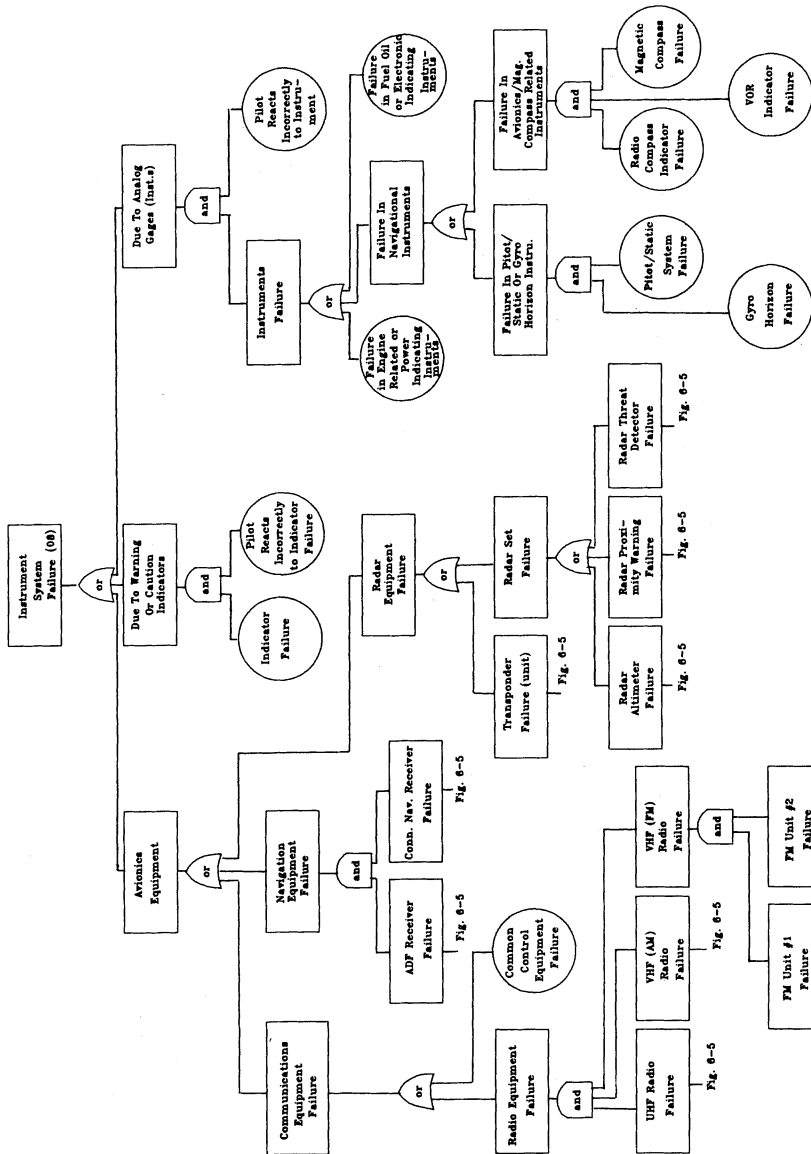 Instrument
System
Failure (08)
or
Avionics
Equipment
or
Due To Warning
Or Caution
Indicators
and
Due To Analog
Gages (Inst.s)
and
Communications
Equipment
Failure
or
Navigation
Equipment
Failure
and
Radar
Equipment
Failure
or
Indicator
Failure
Pilot
Reacts
Incorrectly
to Indicator
Failure
Instruments
Failure
or
Pilot
Reacts
Incorrectly
to Instru-
ment
Radio Equipment
Failure
and
Common
Control
Equipment
Failure
ADF Receiver
Failure
Fig. 6-5
Conn. Nav. Receiver
Failure
Fig. 6-5
Transponder
Failure (unit)
Fig. 6-5
Radar Set
Failure
or
Failure
in Engine
Related or
Power
Indicating
Instru-
ments
Failure In
Navigational
Instruments
or
Failure
in Fuel Oil
or Electronic
Indicating
Instru-
ments
UHF Radio
Failure
Fig. 6-5
VHF (AM)
Radio
Failure
Fig. 6-5
VHF (FM)
Radio
Failure
and
Radar
Altimeter
Failure
Fig. 6-5
Radar Proxi-
mity Warning
Failure
Fig. 6-5
Radar Threat
Detector
Failure
Fig. 6-5
Failure In Pitot/
Static Or Gyro
Horizon Instru.
and
Failure In
Avionics/Mag.
Compass Related
Instruments
and
FM Unit #1
Failure
FM Unit #2
Failure
Gyro
Horizon
Failure
Pitot/Static
System
Failure
Radio
Compass
Indicator
Failure
VOR
Indicator
Failure
Magnetic
Compass
Failure